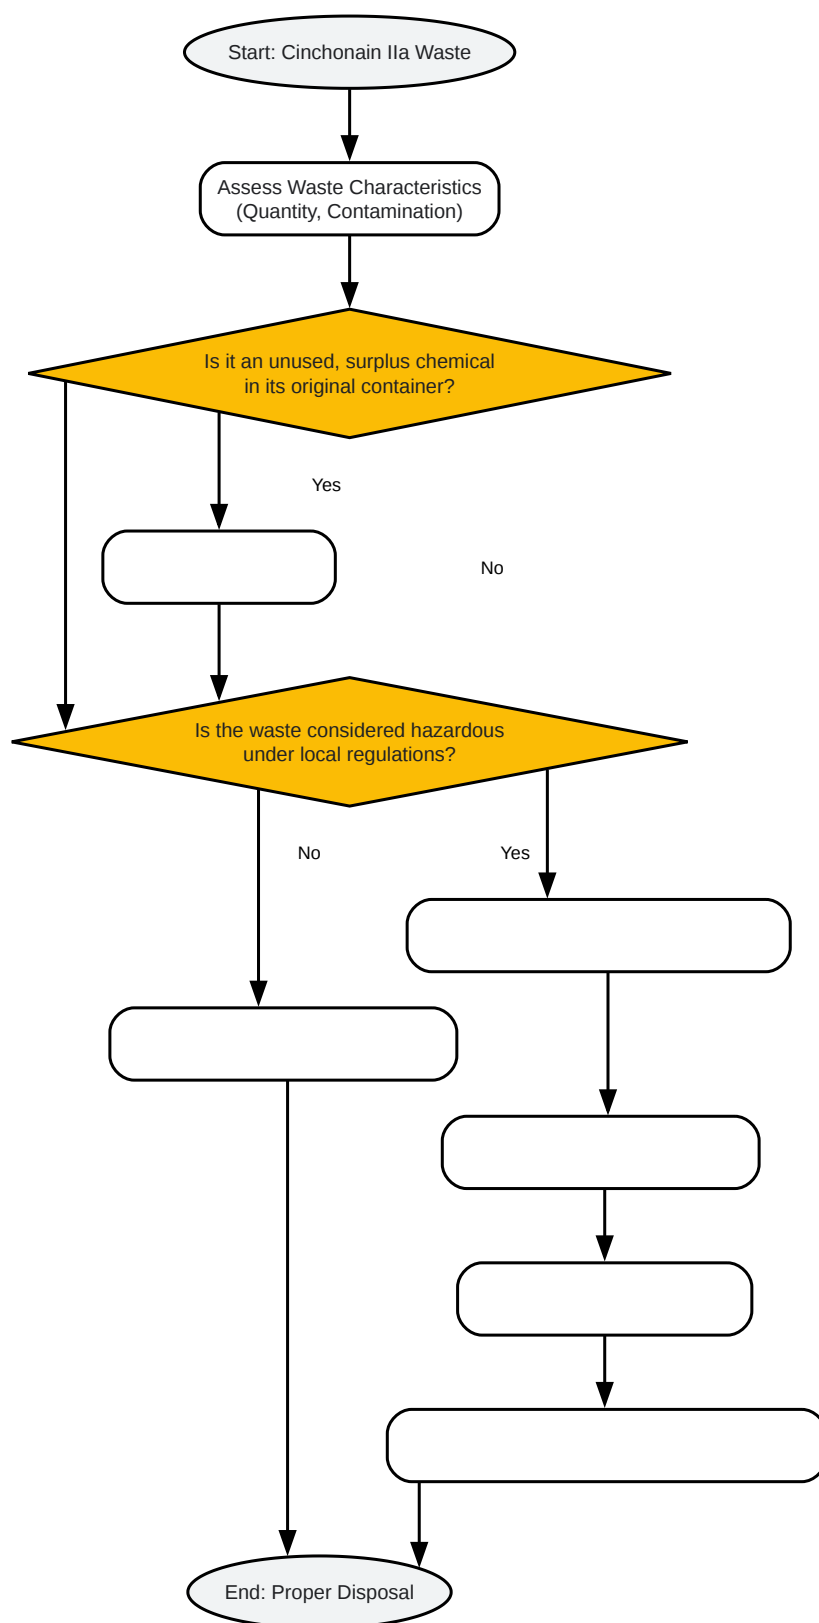 Start: Cinchonain IIa Waste
Assess Waste Characteristics
(Quantity, Contamination)
Is it an unused, surplus chemical
in its original container?
Yes
No
Is the waste considered hazardous
under local regulations?
No
Yes
End: Proper Disposal